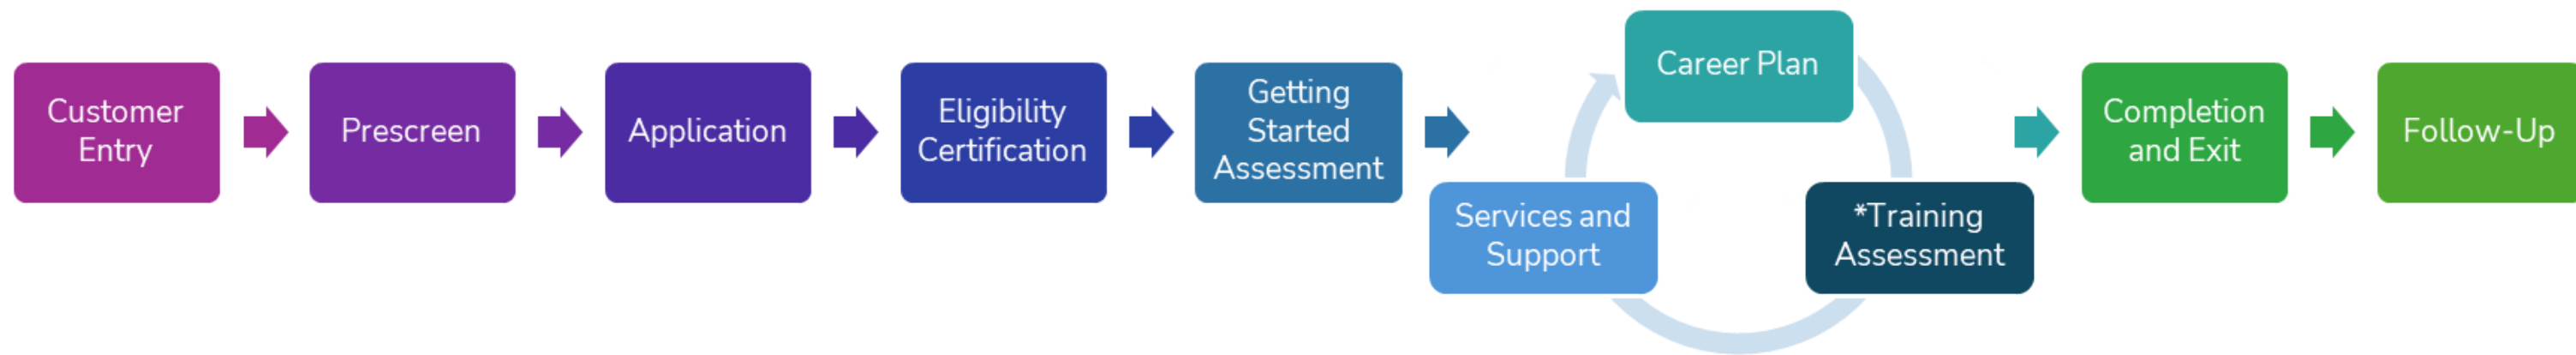 Customer
Entry
Prescreen
Application
Eligibility
Certification
Getting
Started
Assessment
Career Plan
Services and
Support
*Training
Assessment
Completion
and Exit
Follow-Up